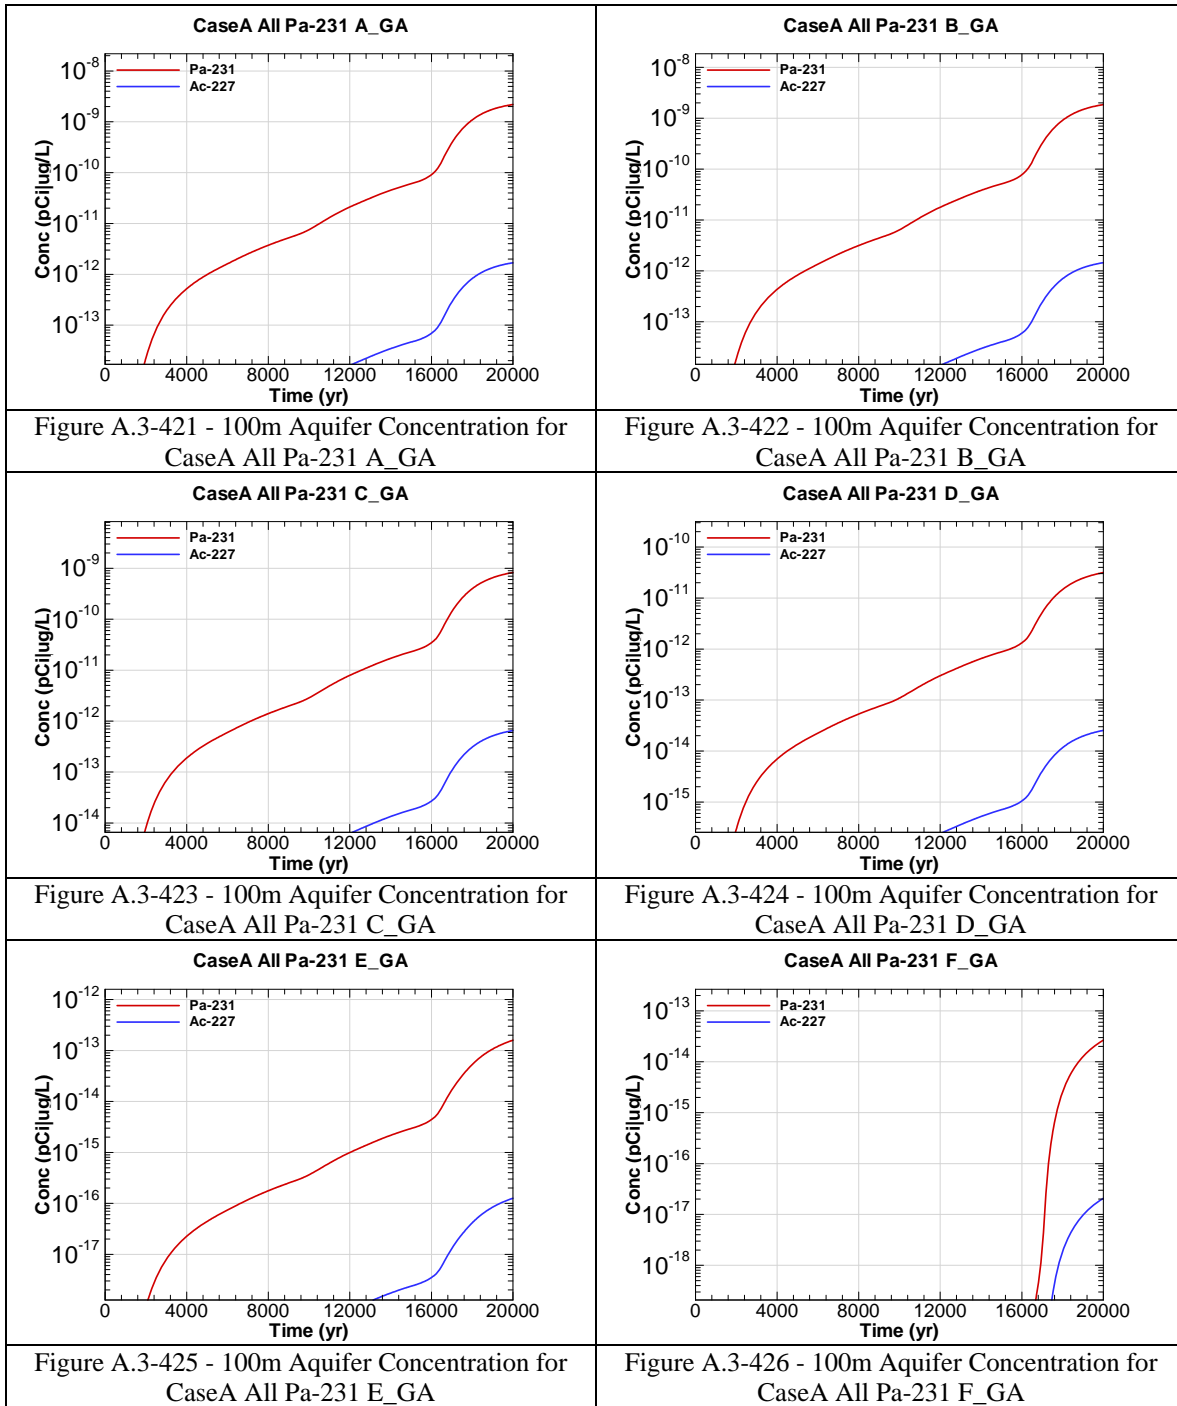 CaseA All Pa-231 A_GA
Pa-231
Ac-227
Conc (pCi|ug/L)
10-8
10-9
10-10
10-11
10-12
10-13
0 4000 8000 12000 16000 20000
Time (yr)
Figure A.3-421 - 100m Aquifer Concentration for
CaseA All Pa-231 A_GA
CaseA All Pa-231 B_GA
Pa-231
Ac-227
Conc (pCi|ug/L)
10-8
10-9
10-10
10-11
10-12
10-13
0 4000 8000 12000 16000 20000
Time (yr)
Figure A.3-422 - 100m Aquifer Concentration for
CaseA All Pa-231 B_GA
CaseA All Pa-231 C_GA
Pa-231
Ac-227
Conc (pCi|ug/L)
10-9
10-10
10-11
10-12
10-13
10-14
0 4000 8000 12000 16000 20000
Time (yr)
Figure A.3-423 - 100m Aquifer Concentration for
CaseA All Pa-231 C_GA
CaseA All Pa-231 D_GA
Pa-231
Ac-227
Conc (pCi|ug/L)
10-10
10-11
10-12
10-13
10-14
10-15
0 4000 8000 12000 16000 20000
Time (yr)
Figure A.3-424 - 100m Aquifer Concentration for
CaseA All Pa-231 D_GA
CaseA All Pa-231 E_GA
Pa-231
Ac-227
Conc (pCi|ug/L)
10-12
10-13
10-14
10-15
10-16
10-17
0 4000 8000 12000 16000 20000
Time (yr)
Figure A.3-425 - 100m Aquifer Concentration for
CaseA All Pa-231 E_GA
CaseA All Pa-231 F_GA
Pa-231
Ac-227
Conc (pCi|ug/L)
10-13
10-14
10-15
10-16
10-17
10-18
0 4000 8000 12000 16000 20000
Time (yr)
Figure A.3-426 - 100m Aquifer Concentration for
CaseA All Pa-231 F_GA